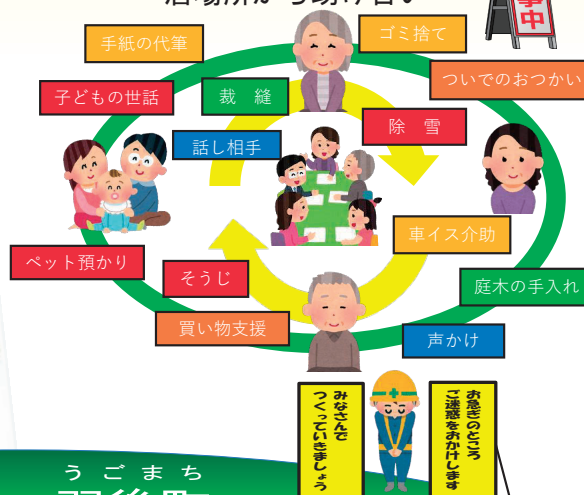 居場所から助け合い
事中
手紙の代筆
ゴミ捨て
ついでのおつかい
子どもの世話
裁 縫
除 雪
話し相手
車イス介助
ペット預かり
そうじ
庭木の手入れ
買い物支援
声かけ
みなさんで
つくっていきましょう
お急ぎのところ
ご迷惑をおかけします
うごまち